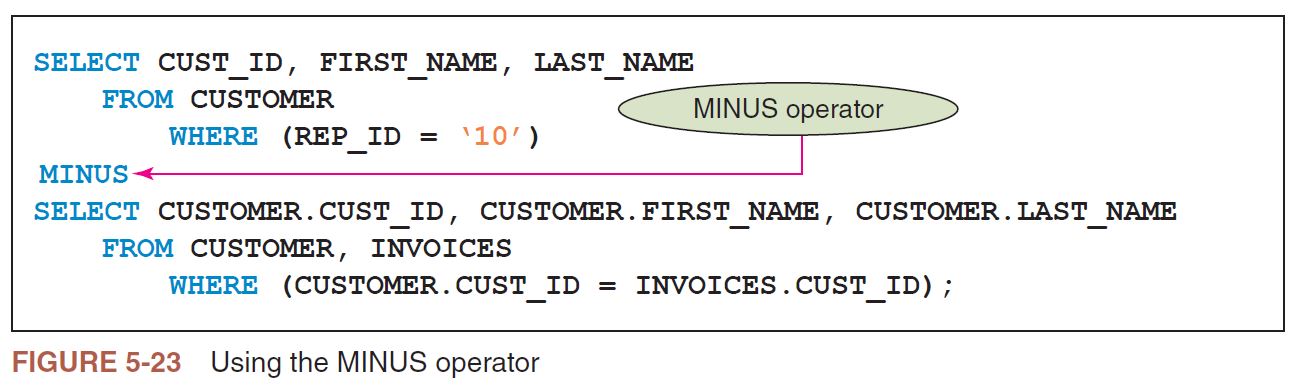 SELECT CUST_ID, FIRST_NAME, LAST_NAME
FROM CUSTOMER
MINUS operator
WHERE (REP_ID = ‘10’)
MINUS
SELECT CUSTOMER.CUST_ID, CUSTOMER.FIRST_NAME, CUSTOMER.LAST_NAME
FROM CUSTOMER, INVOICES
WHERE (CUSTOMER.CUST_ID = INVOICES.CUST_ID);
FIGURE 5-23 Using the MINUS operator